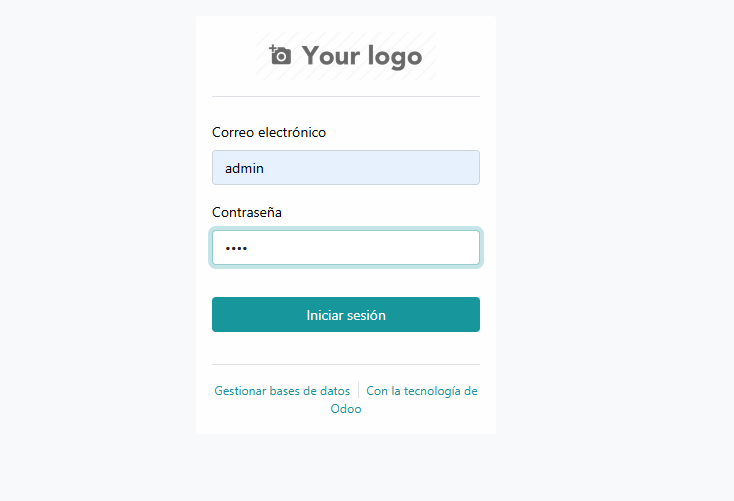 Your logo
Correo electrónico
admin
Contraseña
••••
Iniciar sesión
Gestionar bases de datos | Con la tecnología de
Odoo